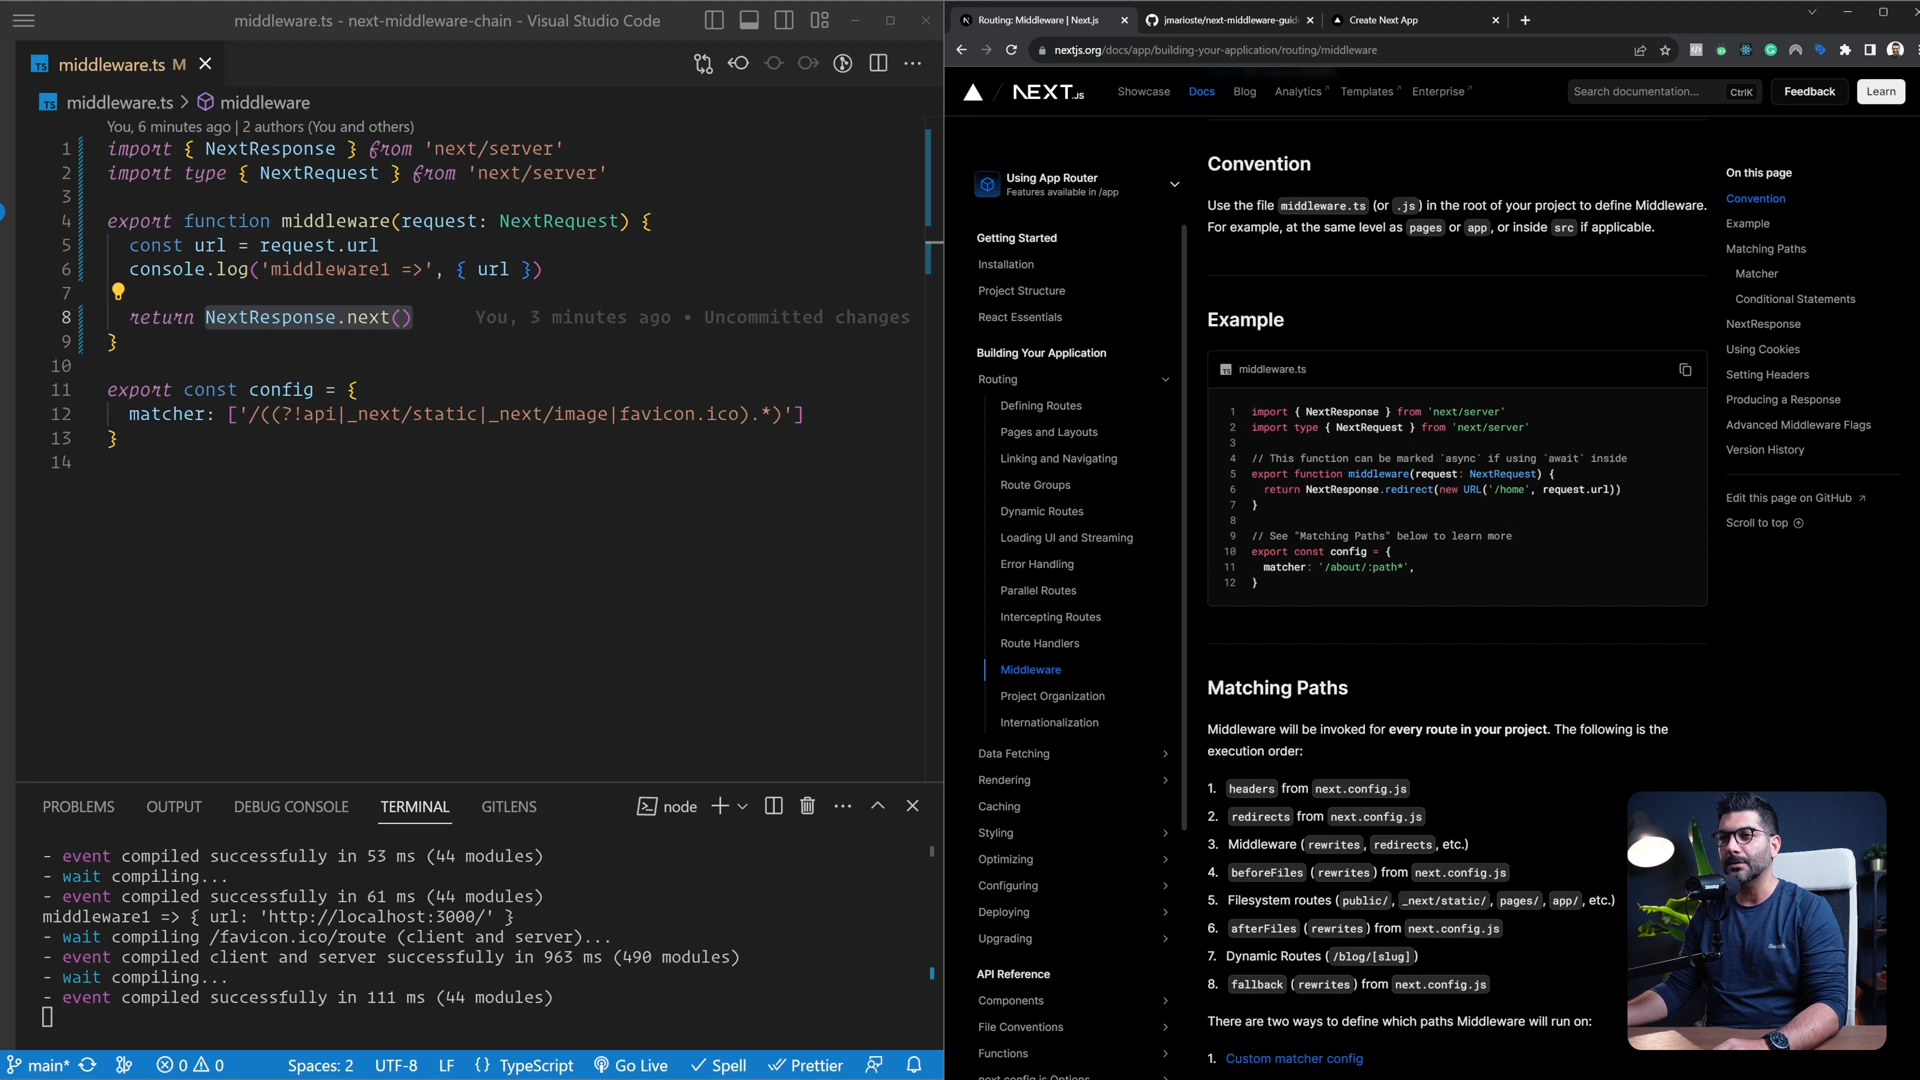 middleware.ts - next-middleware-chain - Visual Studio Code
TS middleware.ts M
TS middleware.ts > middleware
You, 6 minutes ago | 2 authors (You and others)
1 import { NextResponse } from 'next/server'
2 import type { NextRequest } from 'next/server'
3
4 export function middleware(request: NextRequest) {
5 const url = request.url
6 console.log('middleware1 =>', { url })
7
8 return NextResponse.next() You, 3 minutes ago • Uncommitted changes
9 }
10
11 export const config = {
12 matcher: ['/((?!api|_next/static|_next/image|favicon.ico).*)']
13 }
14
PROBLEMS OUTPUT DEBUG CONSOLE TERMINAL GITLENS node
- event compiled successfully in 53 ms (44 modules)
- wait compiling...
- event compiled successfully in 61 ms (44 modules)
middleware1 => { url: 'http://localhost:3000/' }
- wait compiling /favicon.ico/route (client and server)...
- event compiled client and server successfully in 963 ms (490 modules)
- wait compiling...
- event compiled successfully in 111 ms (44 modules)
main* 0 0 Spaces: 2 UTF-8 LF {} TypeScript Go Live Spell Prettier
Routing: Middleware | Next.js
jmarioste/next-middleware-guid
Create Next App
nextjs.org/docs/app/building-your-application/routing/middleware
NEXT.JS Showcase Docs Blog Analytics Templates Enterprise Search documentation... CtrlK Feedback Learn
Using App Router
Features available in /app
Getting Started
Installation
Project Structure
React Essentials
Building Your Application
Routing
Defining Routes
Pages and Layouts
Linking and Navigating
Route Groups
Dynamic Routes
Loading UI and Streaming
Error Handling
Parallel Routes
Intercepting Routes
Route Handlers
Middleware
Project Organization
Internationalization
Data Fetching
Rendering
Caching
Styling
Optimizing
Configuring
Deploying
Upgrading
API Reference
Components
File Conventions
Functions
next.config.js Options
Convention
Use the file middleware.ts (or .js) in the root of your project to define Middleware.
For example, at the same level as pages or app, or inside src if applicable.
Example
TS middleware.ts
1 import { NextResponse } from 'next/server'
2 import type { NextRequest } from 'next/server'
3
4 // This function can be marked `async` if using `await` inside
5 export function middleware(request: NextRequest) {
6 return NextResponse.redirect(new URL('/home', request.url))
7 }
8
9 // See "Matching Paths" below to learn more
10 export const config = {
11 matcher: '/about/:path*',
12 }
Matching Paths
Middleware will be invoked for every route in your project. The following is the
execution order:
1. headers from next.config.js
2. redirects from next.config.js
3. Middleware (rewrites, redirects, etc.)
4. beforeFiles (rewrites) from next.config.js
5. Filesystem routes (public/, _next/static/, pages/, app/, etc.)
6. afterFiles (rewrites) from next.config.js
7. Dynamic Routes (/blog/[slug])
8. fallback (rewrites) from next.config.js
There are two ways to define which paths Middleware will run on:
1. Custom matcher config
On this page
Convention
Example
Matching Paths
Matcher
Conditional Statements
NextResponse
Using Cookies
Setting Headers
Producing a Response
Advanced Middleware Flags
Version History
Edit this page on GitHub
Scroll to top